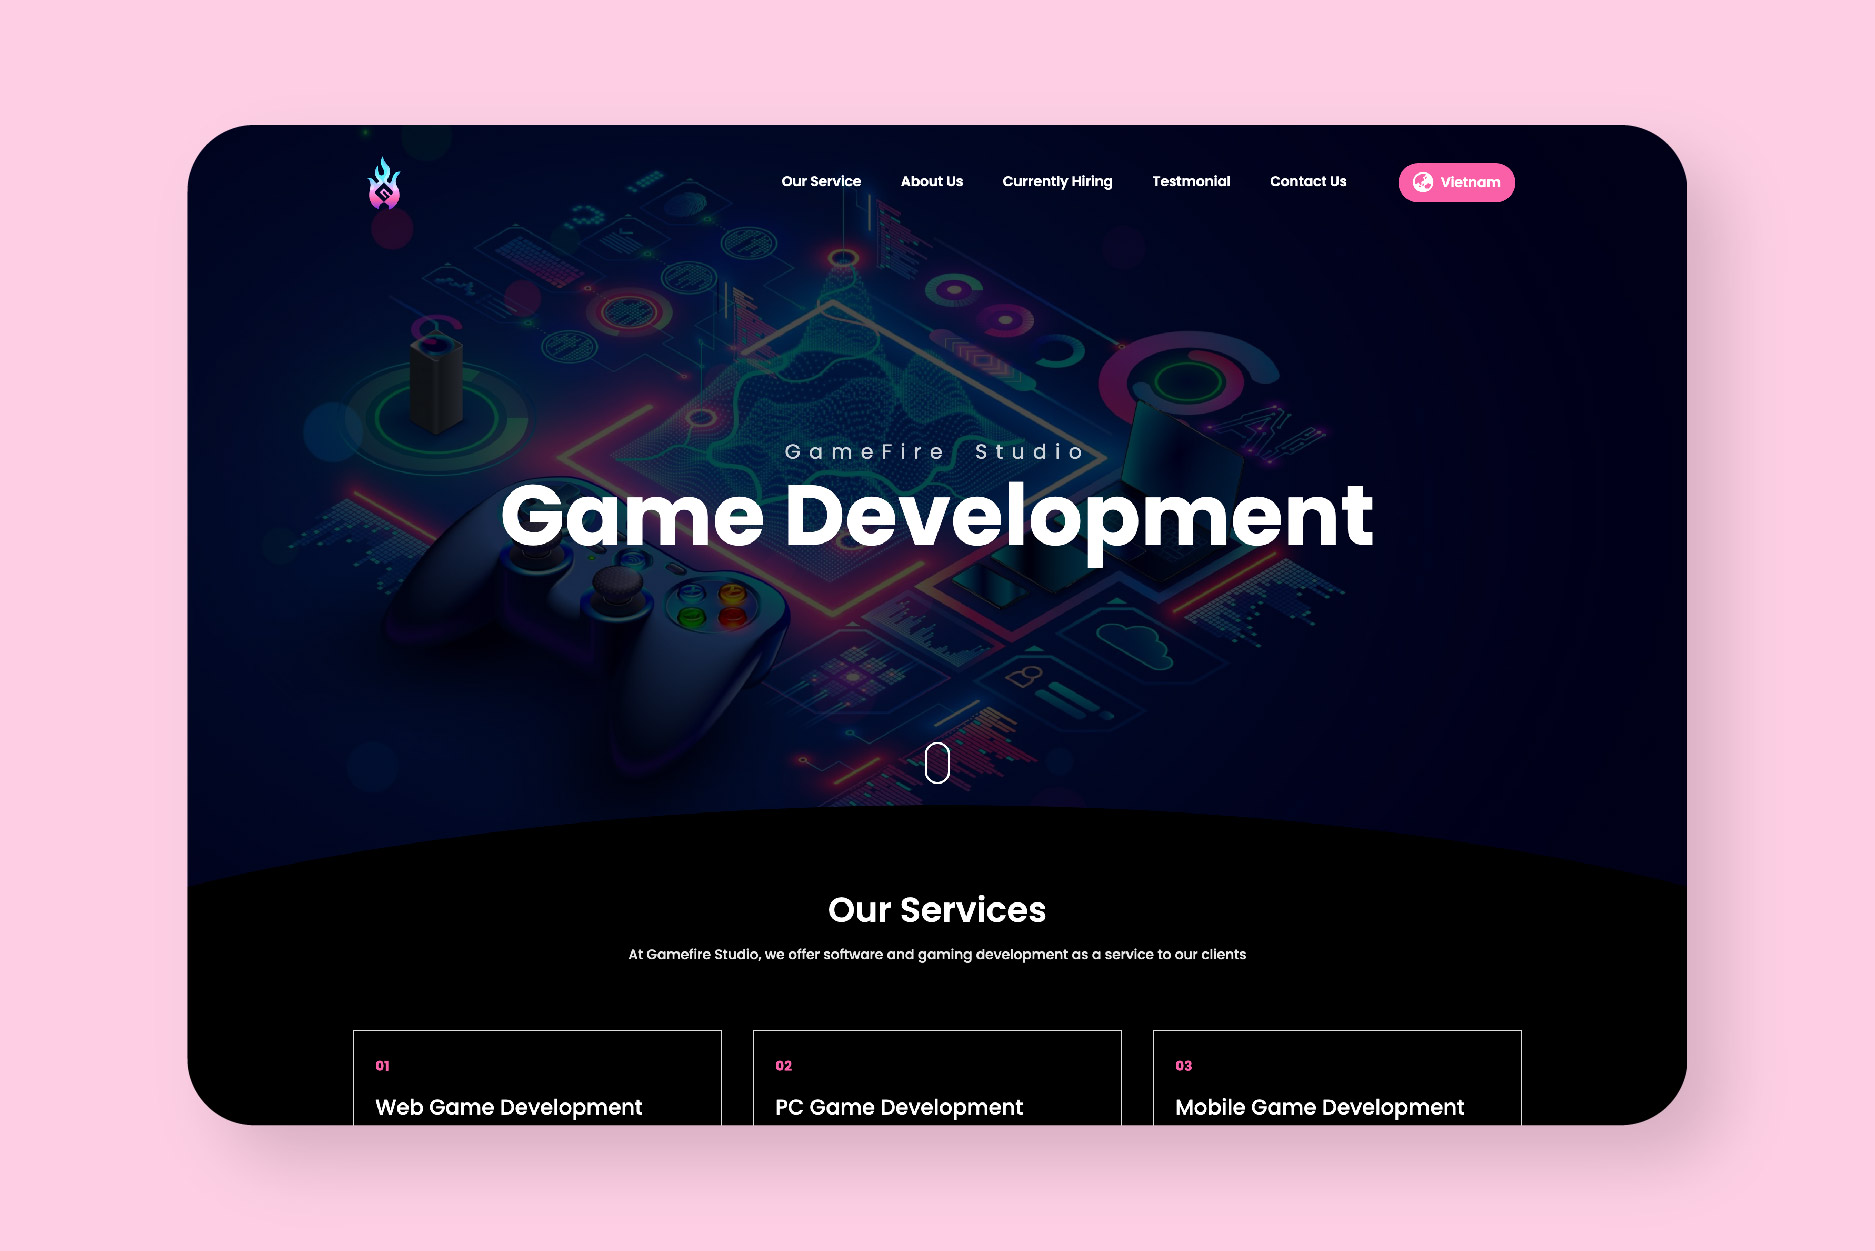 Our Service About Us Currently Hiring Testmonial Contact Us Vietnam
GameFire Studio
Game Development
Our Services
At Gamefire Studio, we offer software and gaming development as a service to our clients
01 02 03
Web Game Development PC Game Development Mobile Game Development